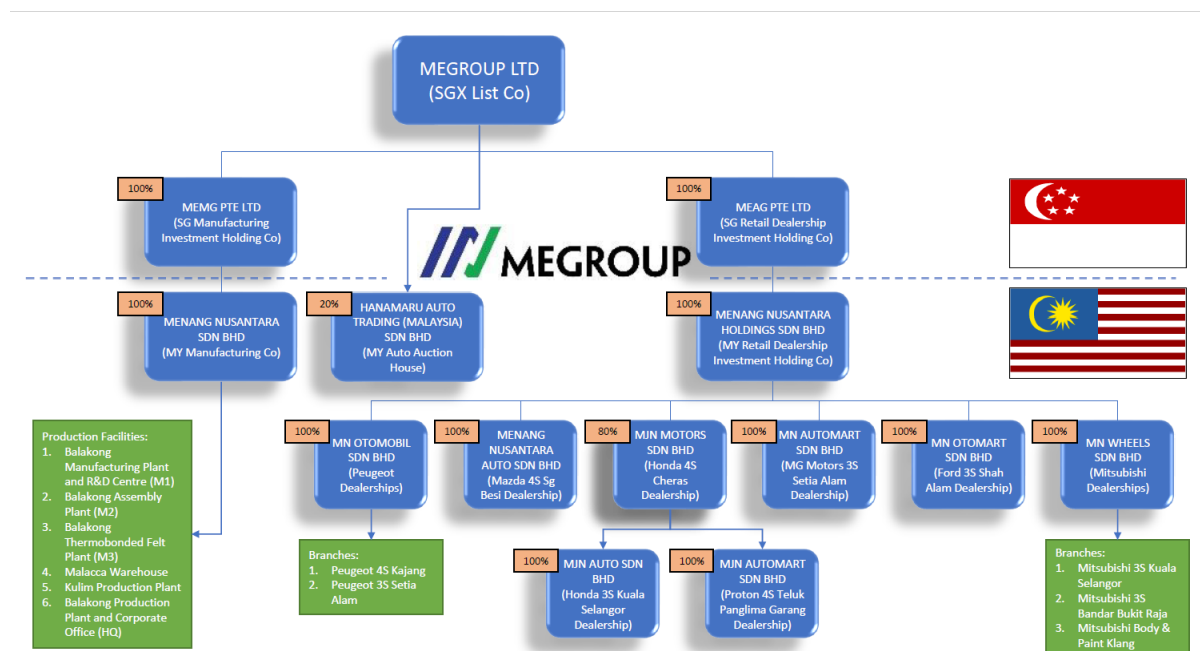 MEGROUP LTD
(SGX List Co)
100%
MEMG PTE LTD
(SG Manufacturing
Investment Holding Co)
100%
MEAG PTE LTD
(SG Retail Dealership
Investment Holding Co)
MEGROUP
100%
MENANG NUSANTARA
SDN BHD
(MY Manufacturing Co)
20%
HANAMARU AUTO
TRADING (MALAYSIA)
SDN BHD
(MY Auto Auction
House)
100%
MENANG NUSANTARA
HOLDINGS SDN BHD
(MY Retail Dealership
Investment Holding Co)
Production Facilities:
1. Balakong
Manufacturing Plant
and R&D Centre (M1)
2. Balakong Assembly
Plant (M2)
3. Balakong
Thermobonded Felt
Plant (M3)
4. Malacca Warehouse
5. Kulim Production Plant
6. Balakong Production
Plant and Corporate
Office (HQ)
100%
MN OTOMOBIL
SDN BHD
(Peugeot
Dealerships)
100%
MENANG
NUSANTARA
AUTO SDN BHD
(Mazda 4S Sg
Besi Dealership)
80%
MJN MOTORS
SDN BHD
(Honda 4S
Cheras
Dealership)
100%
MN AUTOMART
SDN BHD
(MG Motors 3S
Setia Alam
Dealership)
100%
MN OTOMART
SDN BHD
(Ford 3S Shah
Alam Dealership)
100%
MN WHEELS
SDN BHD
(Mitsubishi
Dealerships)
Branches:
1. Peugeot 4S Kajang
2. Peugeot 3S Setia
Alam
100%
MJN AUTO SDN
BHD
(Honda 3S Kuala
Selangor
Dealership)
100%
MJN AUTOMART
SDN BHD
(Proton 4S Teluk
Panglima Garang
Dealership)
Branches:
1. Mitsubishi 3S Kuala
Selangor
2. Mitsubishi 3S
Bandar Bukit Raja
3. Mitsubishi Body &
Paint Klang